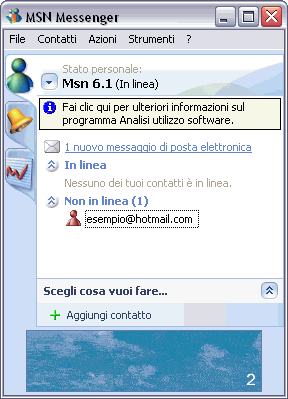 MSN Messenger
File Contatti Azioni Strumenti ?
Stato personale:
Msn 6.1 (In linea)
Fai clic qui per ulteriori informazioni sul
programma Analisi utilizzo software.
1 nuovo messaggio di posta elettronica
In linea
Nessuno dei tuoi contatti è in linea.
Non in linea (1)
esempio@hotmail.com
Scegli cosa vuoi fare...
Aggiungi contatto
2